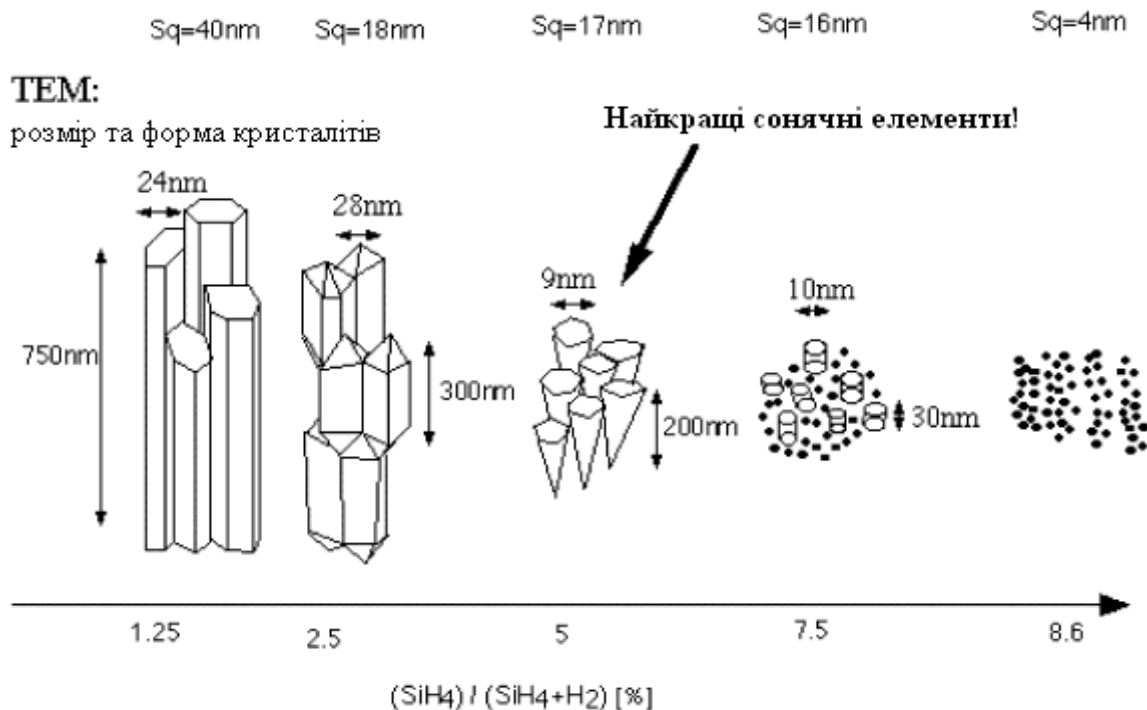 Sq=40nm Sq=18nm Sq=17nm Sq=16nm Sq=4nm
ТЕМ:
розмір та форма кристалітів
Найкращі сонячні елементи!
24nm
28nm
9nm
10nm
750nm
300nm
200nm
30nm
1.25 2.5 5 7.5 8.6
(SiH4) / (SiH4+H2) [%]